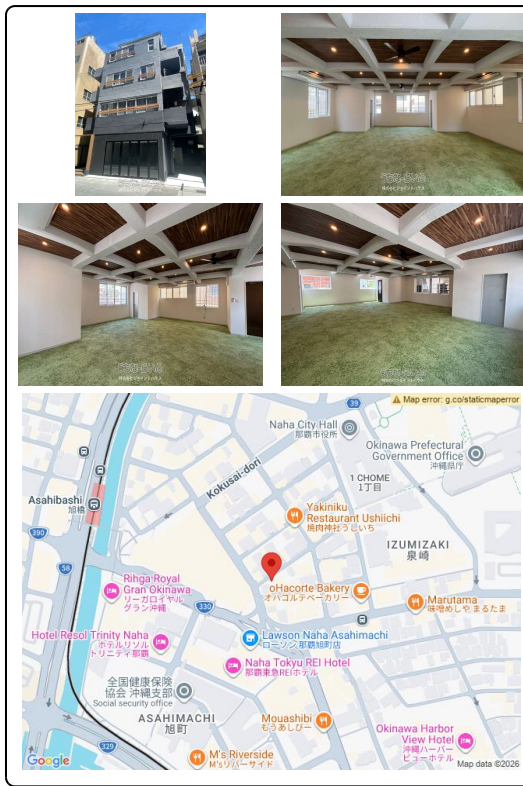 Map error: g.co/staticmaperror
39
Naha City Hall
那覇市役所
Okinawa Prefectural
Government Office
沖縄県庁
Kokusai-dori
1 CHOME
1丁目
Asahibashi
旭橋
Yakiniku
Restaurant Ushiichi
焼肉神社うしいち
390
IZUMIZAKI
泉崎
58
Rihga Royal
Gran Okinawa
リーガロイヤル
グラン沖縄
oHacorte Bakery
オハコルテベーカリー
330
Marutama
味噌めしや まるたま
Hotel Resol Trinity Naha
ホテルリソル
トリニティ那覇
Lawson Naha Asahimachi
ローソン 那覇旭町店
Naha Tokyu REI Hotel
那覇東急REIホテル
全国健康保険
協会 沖縄支部
Social security office
ASAHIMACHI
旭町
Mouashibi
もうあしびー
Okinawa Harbor
View Hotel
沖縄ハーバー
ビューホテル
329
M's Riverside
M'sリバーサイド
Google
Map data ©2026